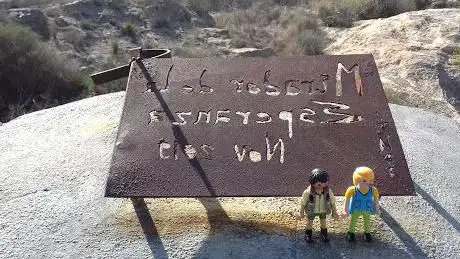 Mirador de la
Esperanza
Nov